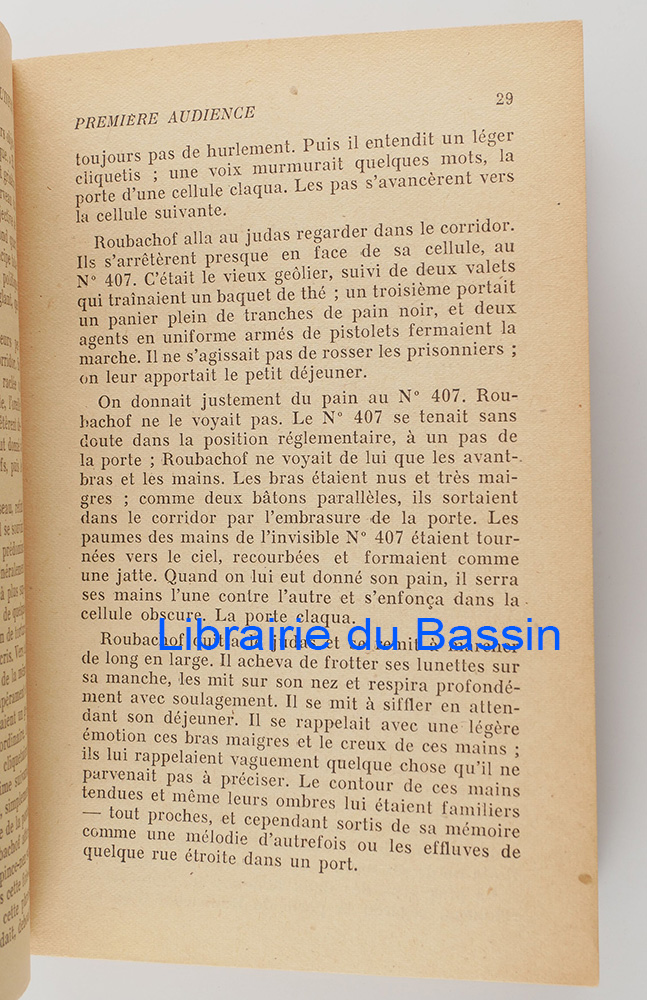 PREMIÈRE AUDIENCE 29
toujours pas de hurlement. Puis il entendit un léger
cliquetis ; une voix murmurait quelques mots, la
porte d'une cellule claqua. Les pas s'avancèrent vers
la cellule suivante.
Roubachof alla au judas regarder dans le corridor.
Ils s'arrêtèrent presque en face de sa cellule, au
N° 407. C'était le vieux geôlier, suivi de deux valets
qui traînaient un baquet de thé ; un troisième portait
un panier plein de tranches de pain noir, et deux
agents en uniforme armés de pistolets fermaient la
marche. Il ne s'agissait pas de rosser les prisonniers ;
on leur apportait le petit déjeuner.
On donnait justement du pain au N° 407. Rou-
bachof ne le voyait pas. Le N° 407 se tenait sans
doute dans la position réglementaire, à un pas de
la porte ; Roubachof ne voyait de lui que les avant-
bras et les mains. Les bras étaient nus et très mai-
gres ; comme deux bâtons parallèles, ils sortaient
dans le corridor par l'embrasure de la porte. Les
paumes des mains de l'invisible N° 407 étaient tour-
nées vers le ciel, recourbées et formaient comme
une jatte. Quand on lui eut donné son pain, il serra
ses mains l'une contre l'autre et s'enfonça dans la
cellule obscure. La porte claqua.
Librairie du Bassin
Roubachof quitta le judas et se remit à marcher
de long en large. Il acheva de frotter ses lunettes sur
sa manche, les mit sur son nez et respira profondé-
ment avec soulagement. Il se mit à siffler en atten-
dant son déjeuner. Il se rappelait avec une légère
émotion ces bras maigres et le creux de ces mains ;
ils lui rappelaient vaguement quelque chose qu'il ne
parvenait pas à préciser. Le contour de ces mains
tendues et même leurs ombres lui étaient familiers
— tout proches, et cependant sortis de sa mémoire
comme une mélodie d'autrefois ou les effluves de
quelque rue étroite dans un port.